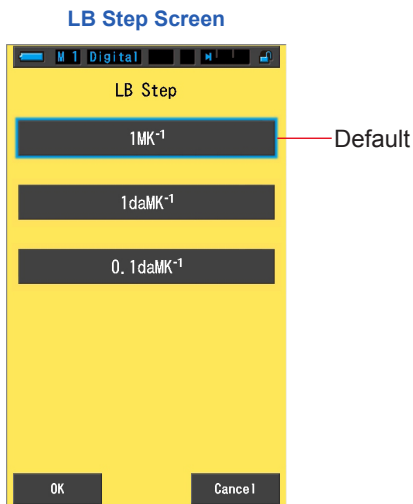 LB Step Screen
M 1 Digital
LB Step
1MK⁻¹
Default
1daMK⁻¹
0.1daMK⁻¹
OK Cancel